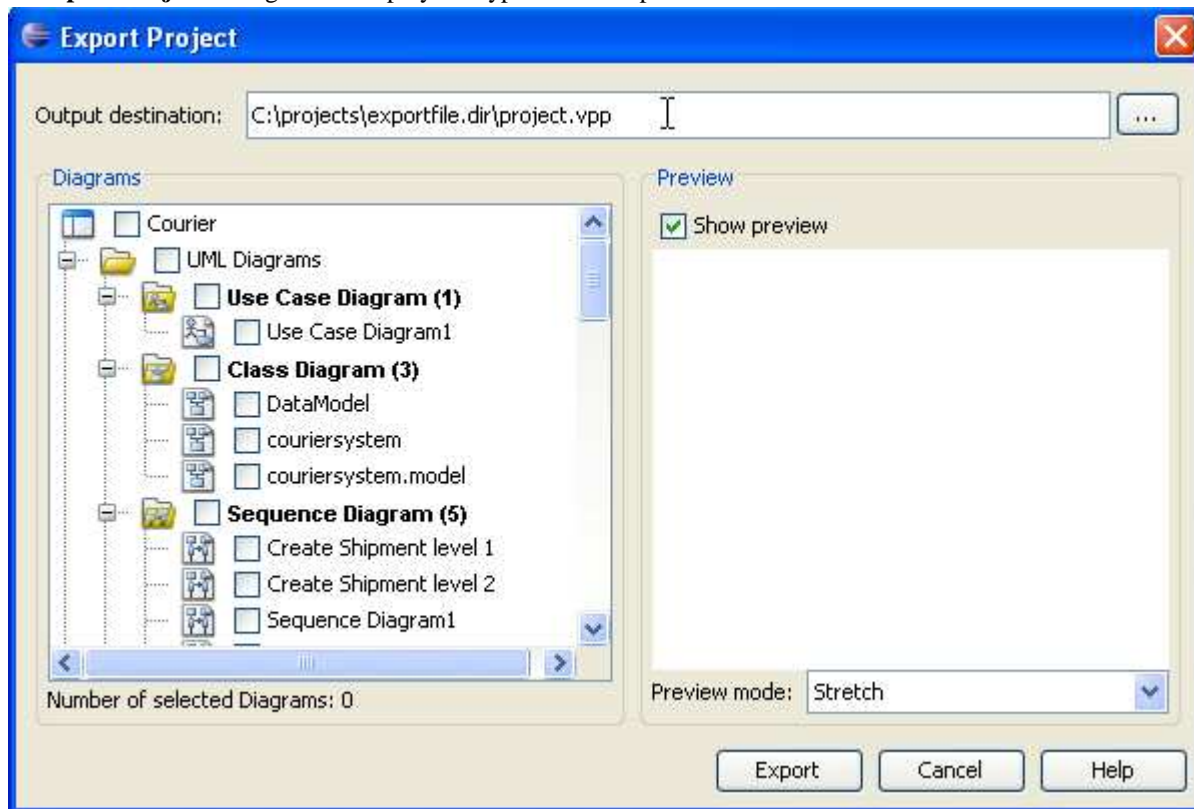 Export Project
Output destination: C:\projects\exportfile.dir\project.vpp ...
Diagrams
Courier
UML Diagrams
Use Case Diagram (1)
Use Case Diagram1
Class Diagram (3)
DataModel
couriersystem
couriersystem.model
Sequence Diagram (5)
Create Shipment level 1
Create Shipment level 2
Sequence Diagram1
Number of selected Diagrams: 0
Preview
Show preview
Preview mode: Stretch
Export Cancel Help